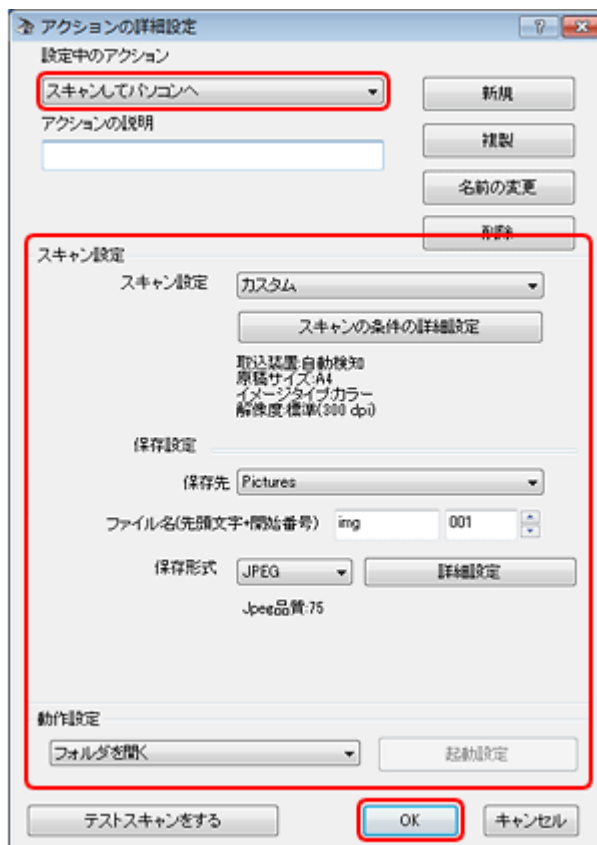 アクションの詳細設定
設定中のアクション
スキャンしてパソコンへ
新規
アクションの説明
複製
名前の変更
削除
スキャン設定
スキャン設定 カスタム
スキャンの条件の詳細設定
取込装置:自動検知
原稿サイズ:A4
イメージタイプ:カラー
解像度:標準(300 dpi)
保存設定
保存先 Pictures
ファイル名(先頭文字+開始番号) img 001
保存形式 JPEG 詳細設定
Jpeg品質:75
動作設定
フォルダを開く 起動設定
テストスキャンをする OK キャンセル